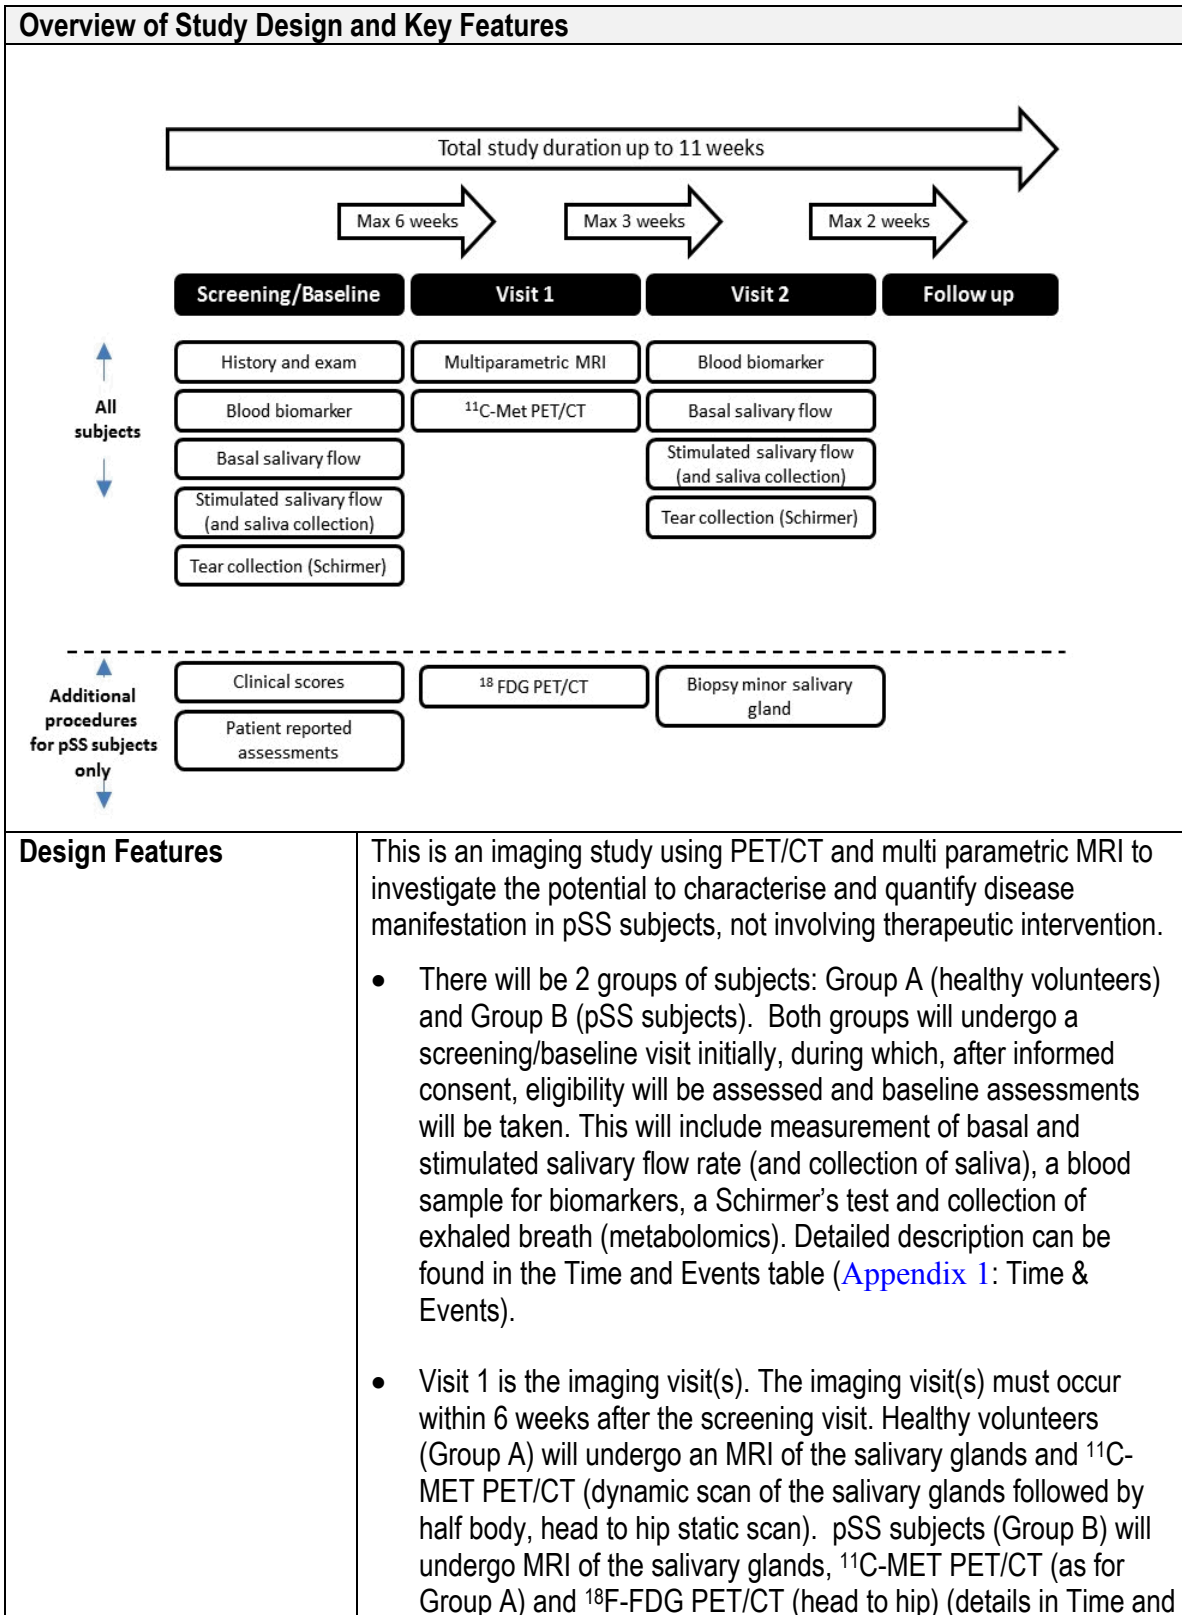 Overview of Study Design and Key Features
Total study duration up to 11 weeks
Max 6 weeks
Max 3 weeks
Max 2 weeks
Screening/Baseline
Visit 1
Visit 2
Follow up
All
subjects
History and exam
Blood biomarker
Basal salivary flow
Stimulated salivary flow
(and saliva collection)
Tear collection (Schirmer)
Multiparametric MRI
¹¹C-Met PET/CT
Blood biomarker
Basal salivary flow
Stimulated salivary flow
(and saliva collection)
Tear collection (Schirmer)
Additional
procedures
for pSS subjects
only
Clinical scores
Patient reported
assessments
¹⁸ FDG PET/CT
Biopsy minor salivary
gland
Design Features
This is an imaging study using PET/CT and multi parametric MRI to
investigate the potential to characterise and quantify disease
manifestation in pSS subjects, not involving therapeutic intervention.
• There will be 2 groups of subjects: Group A (healthy volunteers)
and Group B (pSS subjects).  Both groups will undergo a
screening/baseline visit initially, during which, after informed
consent, eligibility will be assessed and baseline assessments
will be taken. This will include measurement of basal and
stimulated salivary flow rate (and collection of saliva), a blood
sample for biomarkers, a Schirmer’s test and collection of
exhaled breath (metabolomics). Detailed description can be
found in the Time and Events table (Appendix 1: Time &
Events).
• Visit 1 is the imaging visit(s). The imaging visit(s) must occur
within 6 weeks after the screening visit. Healthy volunteers
(Group A) will undergo an MRI of the salivary glands and ¹¹C-
MET PET/CT (dynamic scan of the salivary glands followed by
half body, head to hip static scan).  pSS subjects (Group B) will
undergo MRI of the salivary glands, ¹¹C-MET PET/CT (as for
Group A) and ¹⁸F-FDG PET/CT (head to hip) (details in Time and